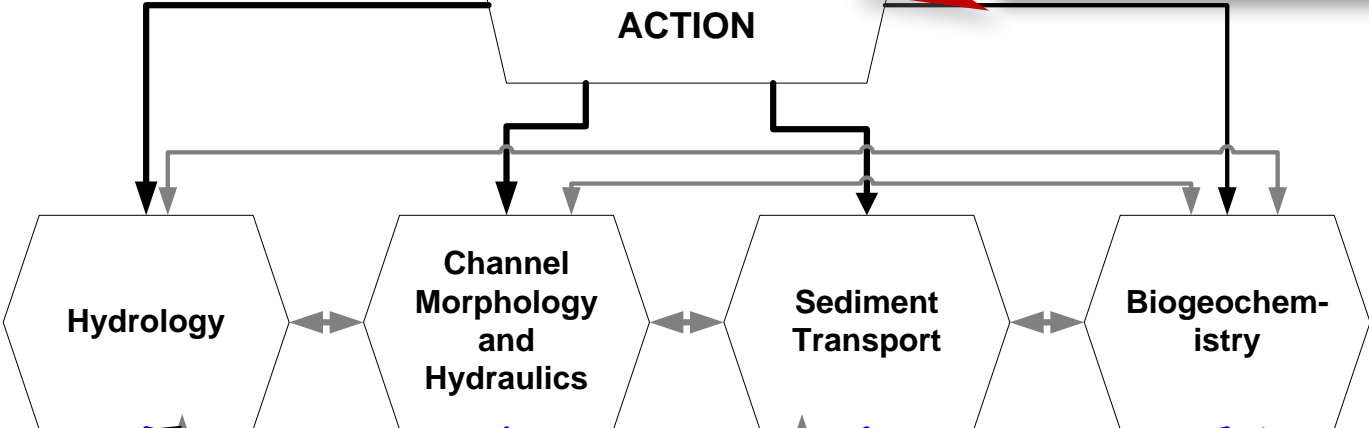 ACTION
Hydrology
Channel
Morphology
and
Hydraulics
Sediment
Transport
Biogeochem-
istry